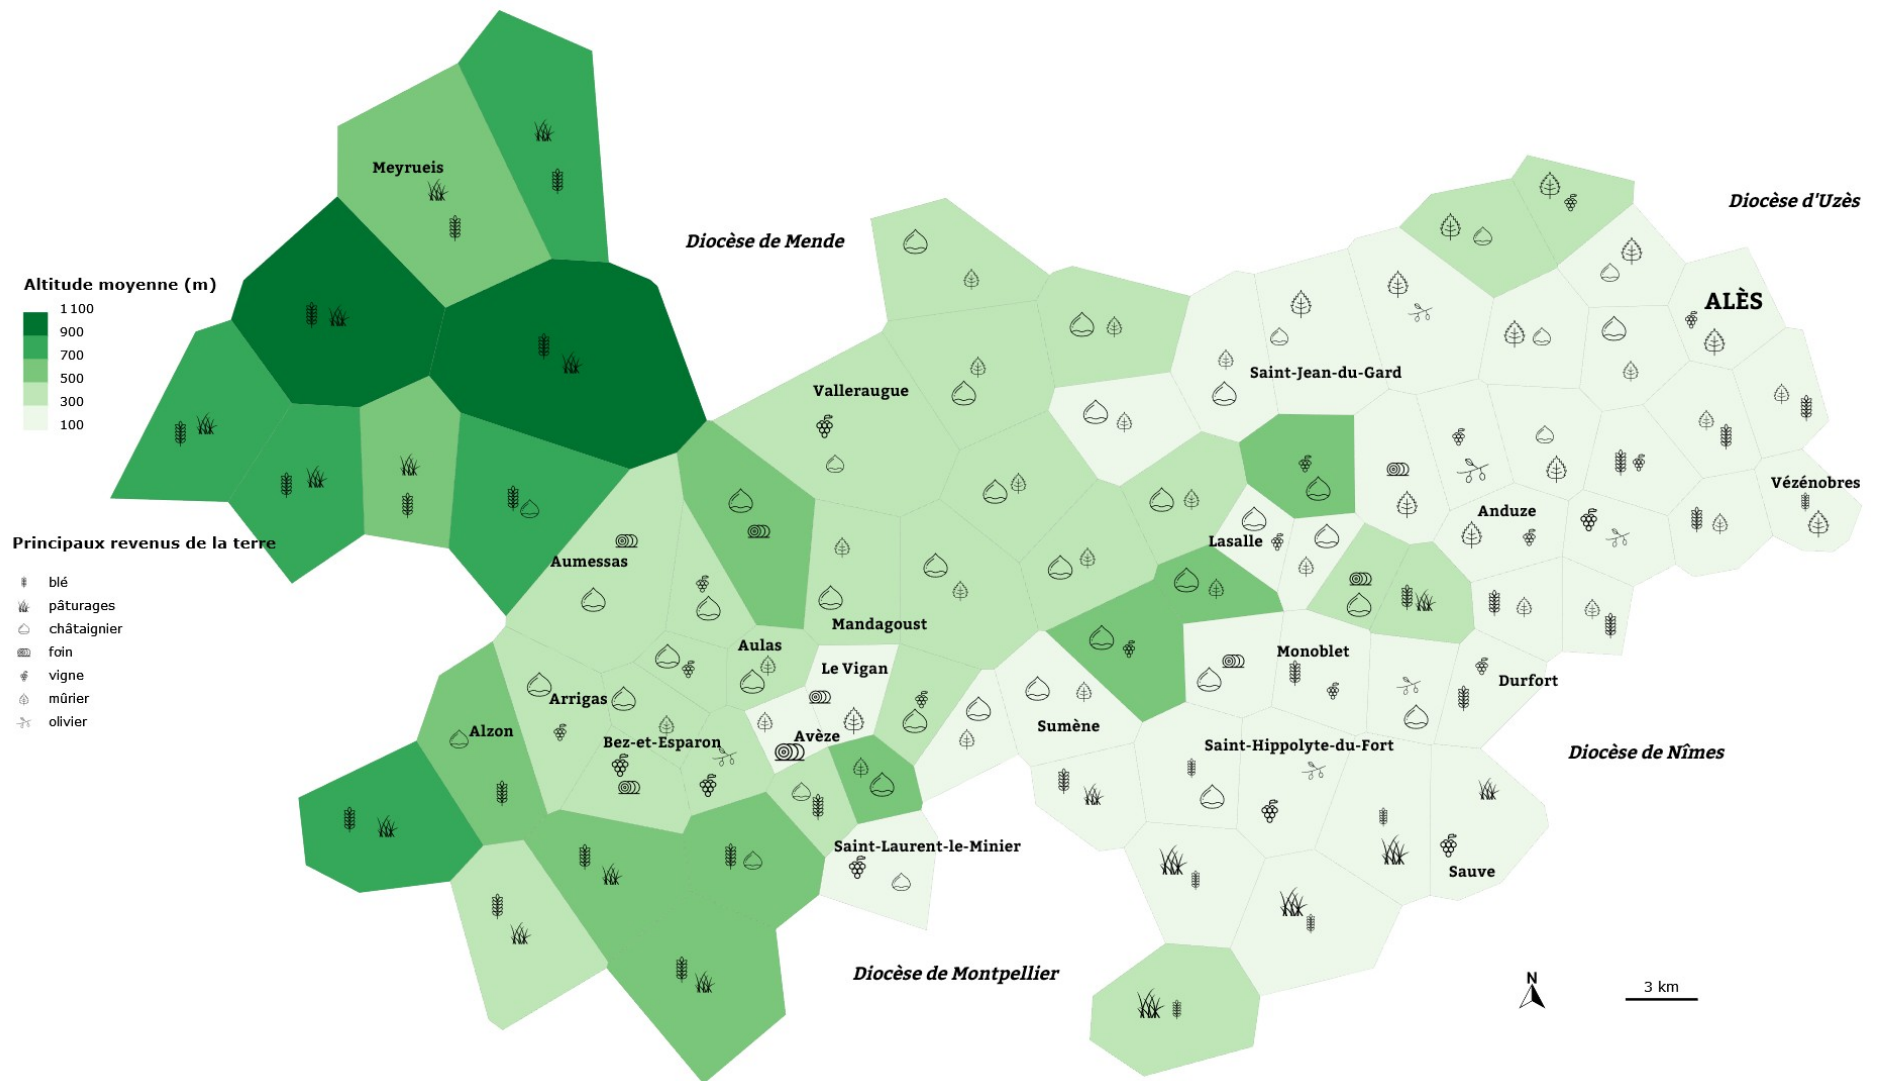 Meyrueis
Diocèse d'Uzès
Diocèse de Mende
Altitude moyenne (m)
1 100
900
700
500
300
100
ALÈS
Saint-Jean-du-Gard
Valleraugue
Vézénobres
Anduze
Principaux revenus de la terre
blé
pâturages
châtaignier
foin
vigne
mûrier
olivier
Lasalle
Aumessas
Mandagoust
Aulas
Le Vigan
Monoblet
Durfort
Arrigas
Sumène
Alzon
Avèze
Bez-et-Esparon
Saint-Hippolyte-du-Fort
Diocèse de Nîmes
Saint-Laurent-le-Minier
Sauve
Diocèse de Montpellier
N
3 km